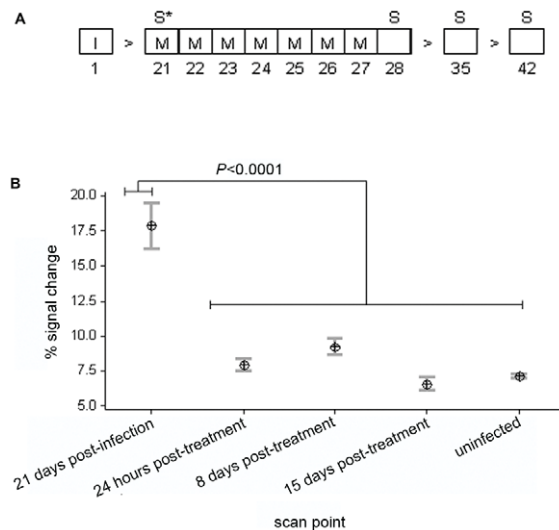 A
S* S S S
I > M M M M M M M > >
1 21 22 23 24 25 26 27 28 35 42
B
P<0.0001
% signal change
20.0
17.5
15.0
12.5
10.0
7.5
5.0
21 days post-infection
24 hours post-treatment
8 days post-treatment
15 days post-treatment
uninfected
scan point